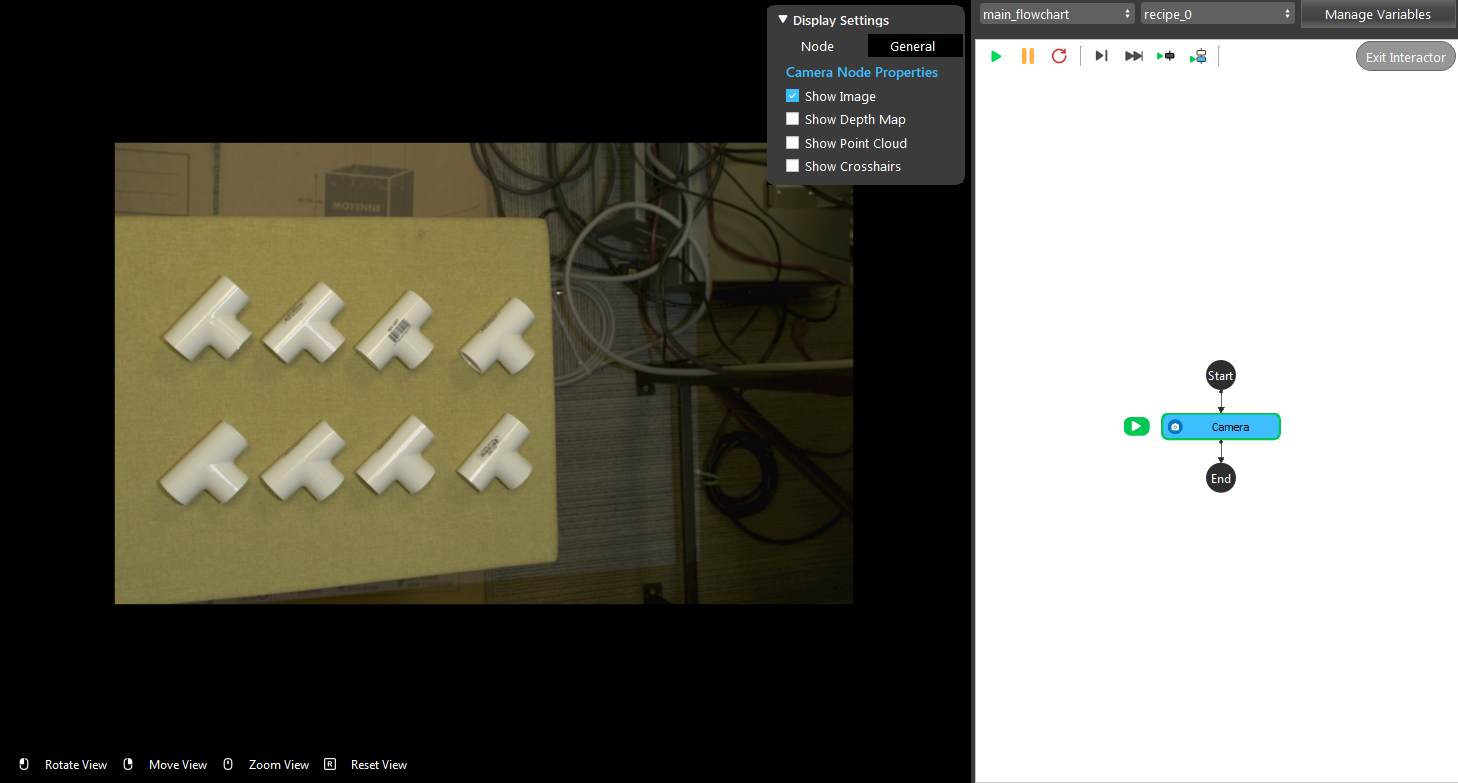 Display Settings
Node
General
Camera Node Properties
Show Image
Show Depth Map
Show Point Cloud
Show Crosshairs
main_flowchart
recipe_0
Manage Variables
Exit Interactor
MOYENNE
Start
Camera
End
Rotate View
Move View
R
Zoom View
Reset View